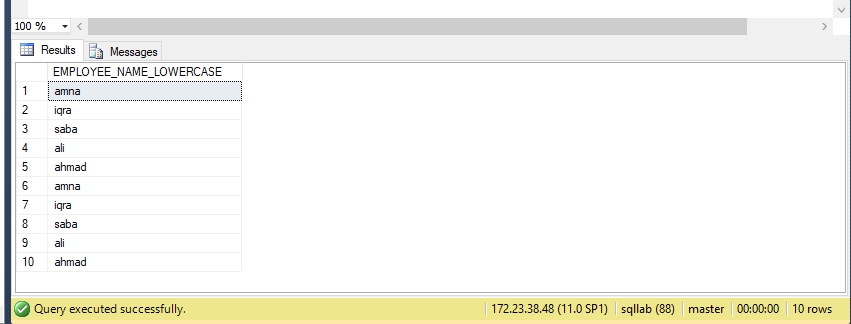 100 %
Results Messages
EMPLOYEE_NAME_LOWERCASE
1 amna
2 iqra
3 saba
4 ali
5 ahmad
6 amna
7 iqra
8 saba
9 ali
10 ahmad
Query executed successfully. 172.23.38.48 (11.0 SP1) sqllab (88) master 00:00:00 10 rows